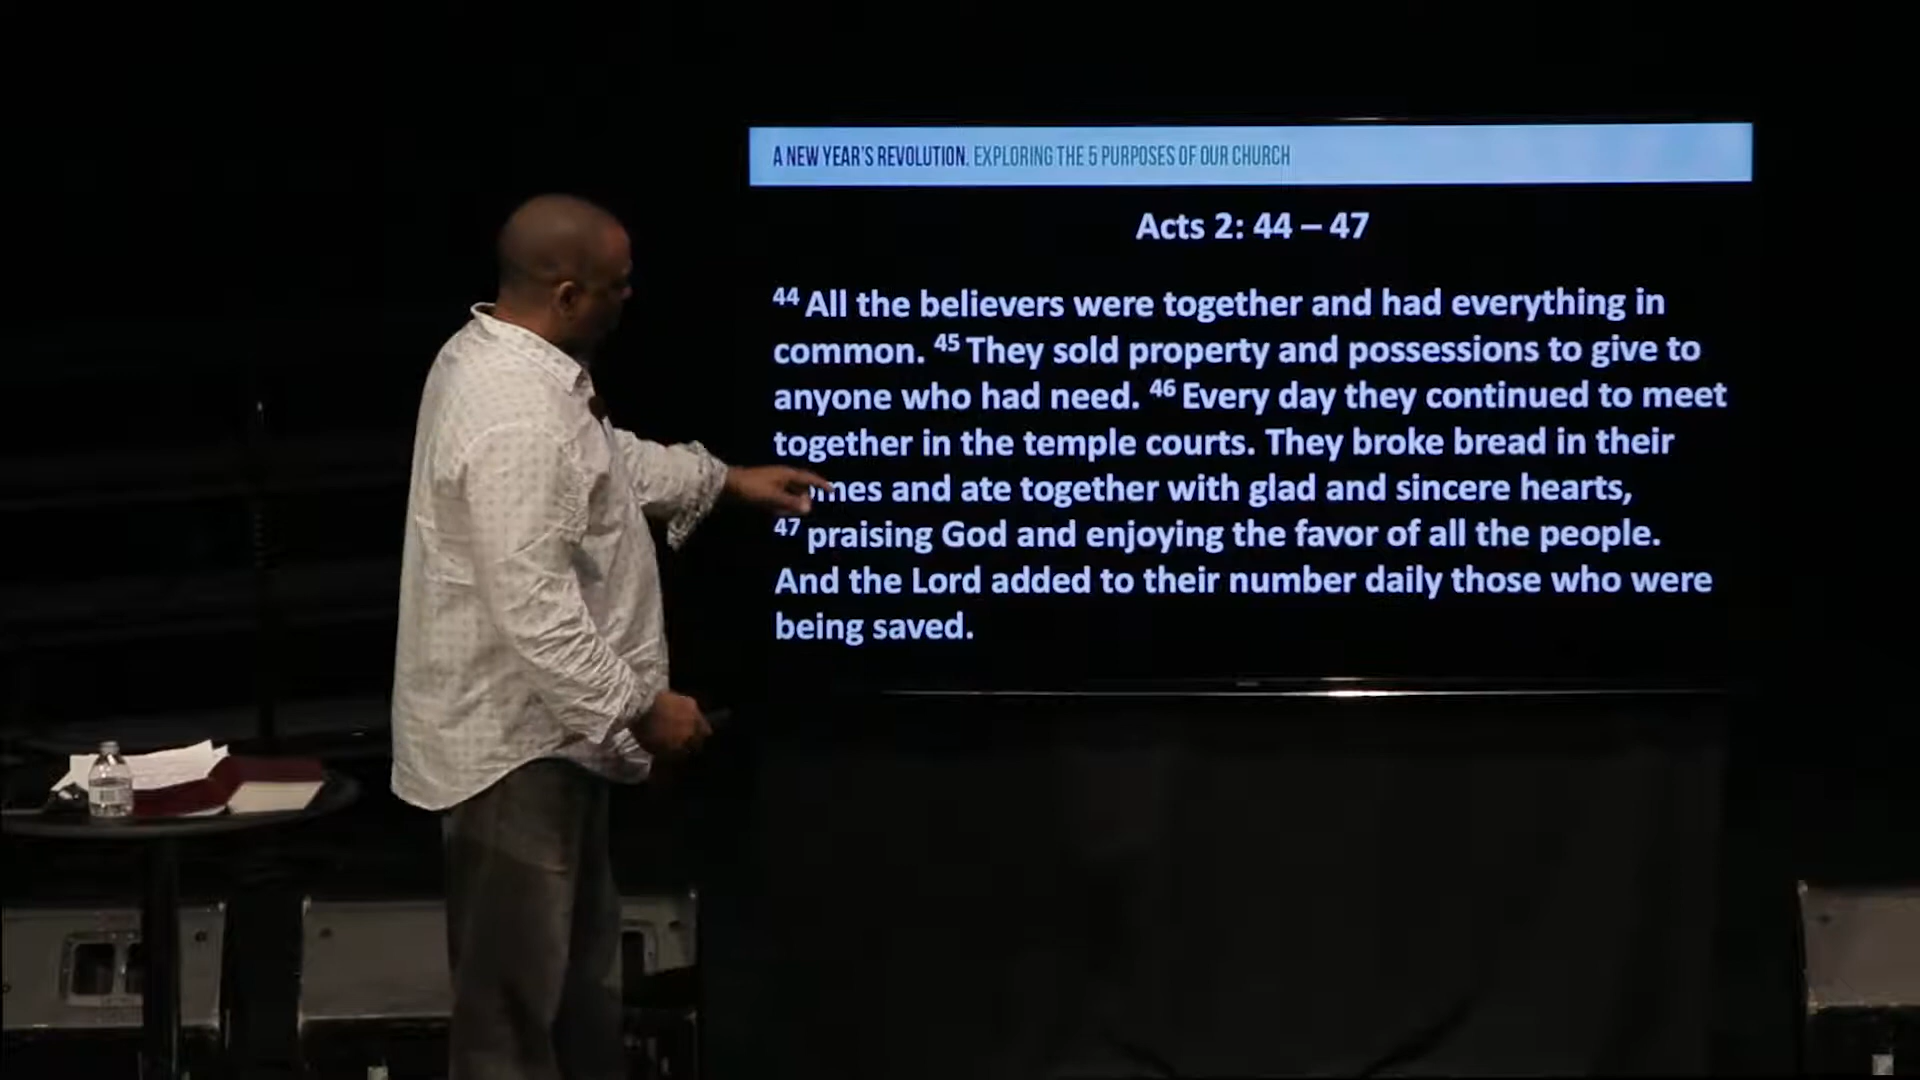 A NEW YEAR'S REVOLUTION. EXPLORING THE 5 PURPOSES OF OUR CHURCH
Acts 2: 44 – 47
44 All the believers were together and had everything in
common. 45 They sold property and possessions to give to
anyone who had need. 46 Every day they continued to meet
together in the temple courts. They broke bread in their
mes and ate together with glad and sincere hearts,
47 praising God and enjoying the favor of all the people.
And the Lord added to their number daily those who were
being saved.